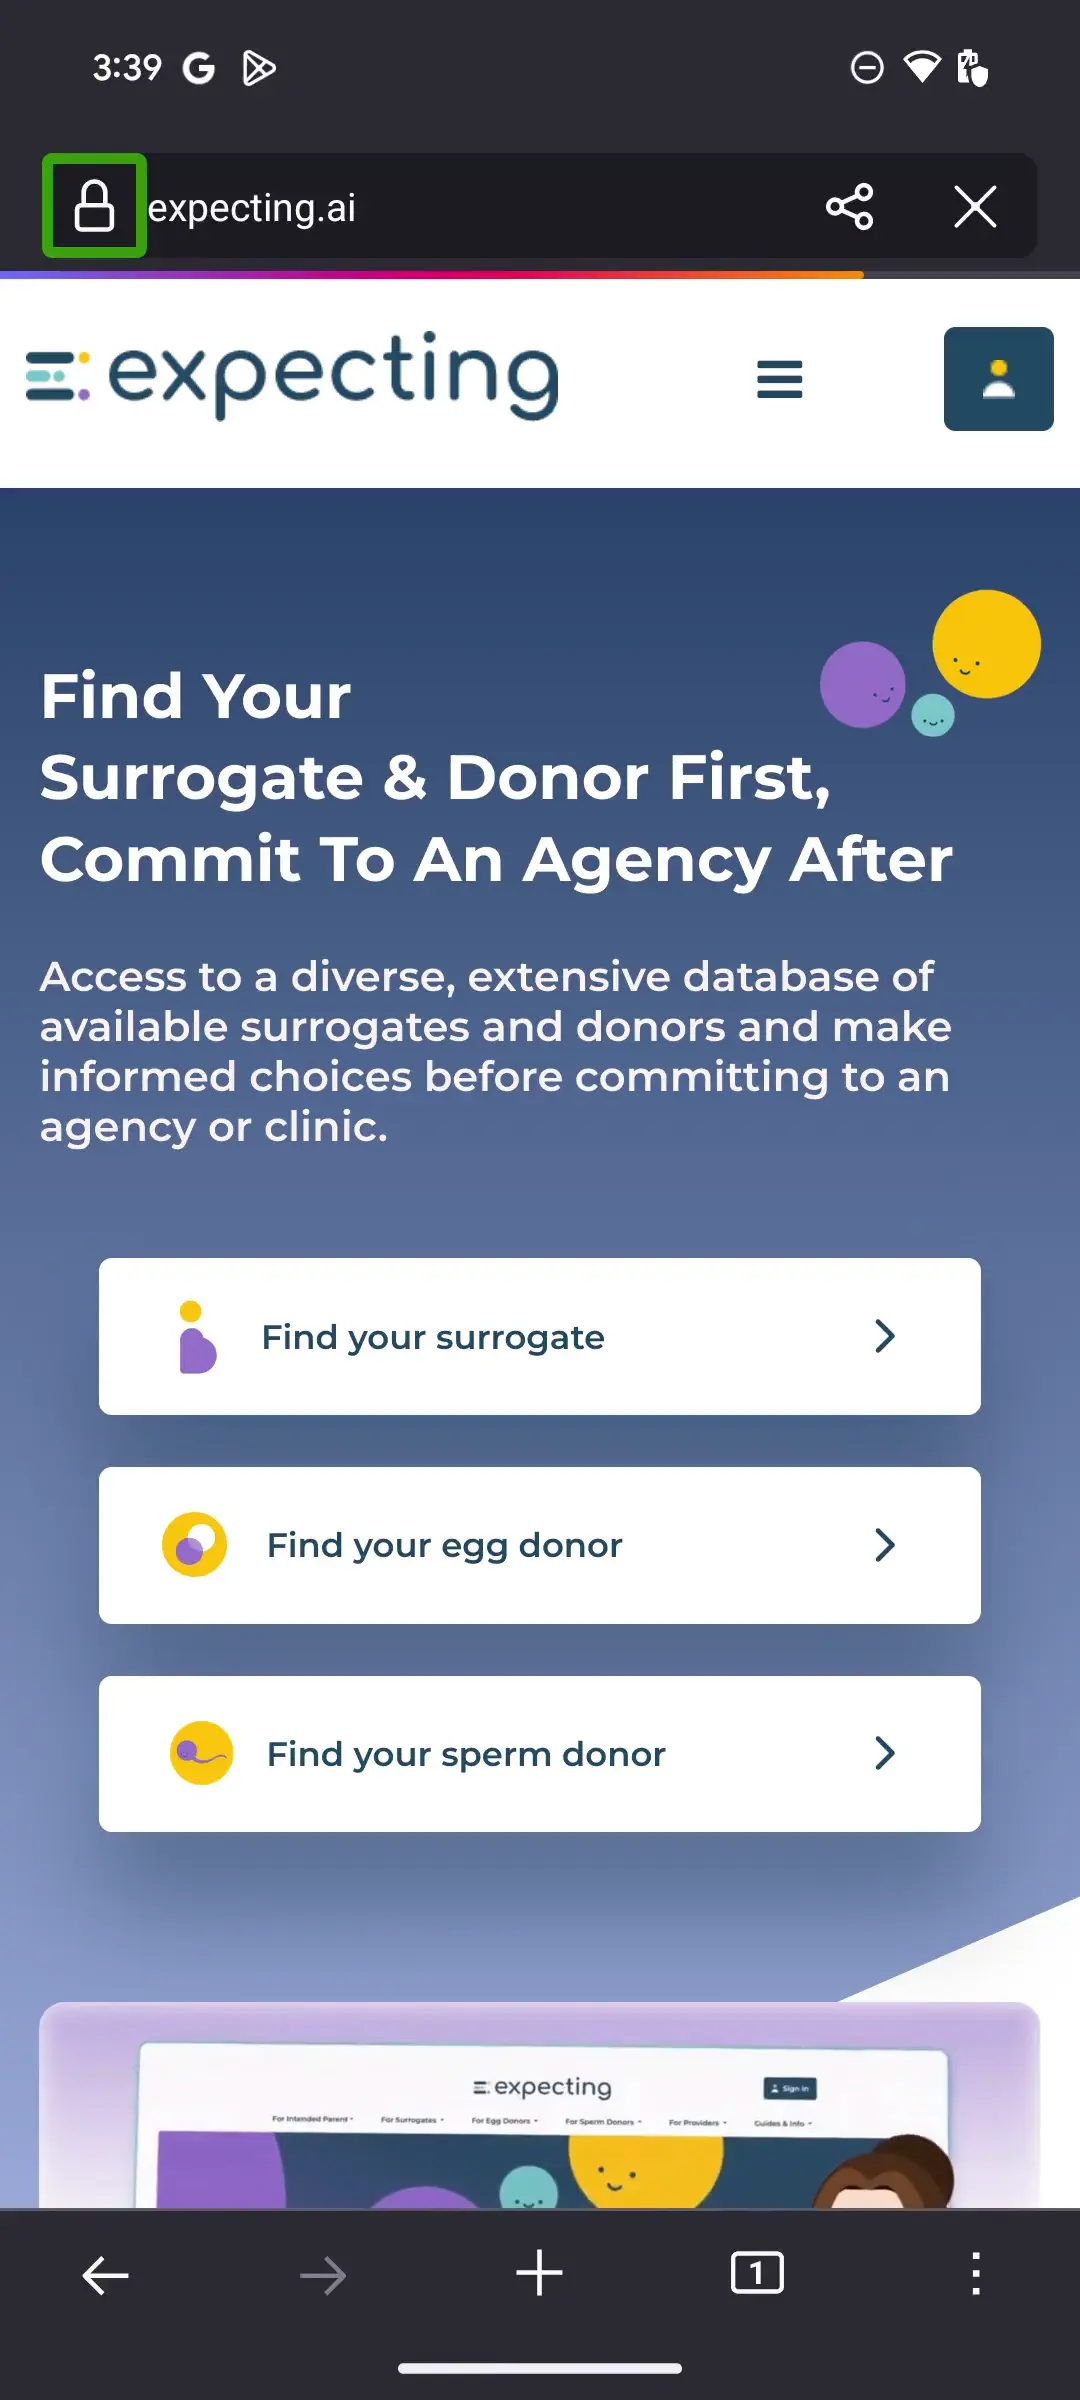 3:39
expecting.ai
expecting
Find Your
Surrogate & Donor First,
Commit To An Agency After
Access to a diverse, extensive database of
available surrogates and donors and make
informed choices before committing to an
agency or clinic.
Find your surrogate
Find your egg donor
Find your sperm donor
expecting
Sign In
For Intended Parent For Surrogates For Egg Donors For Sperm Donors For Providers Guides & Info
1